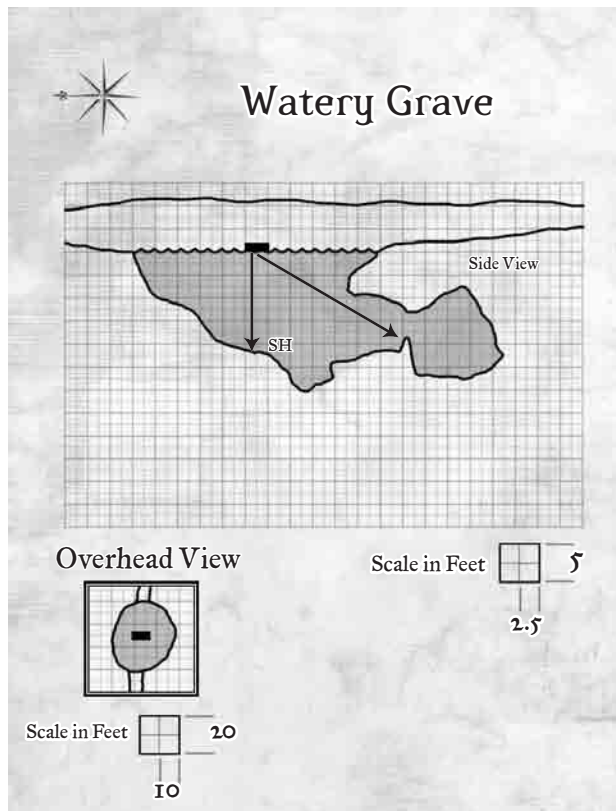 Watery Grave
Side View
SH
Overhead View
Scale in Feet
5
2.5
Scale in Feet
20
10